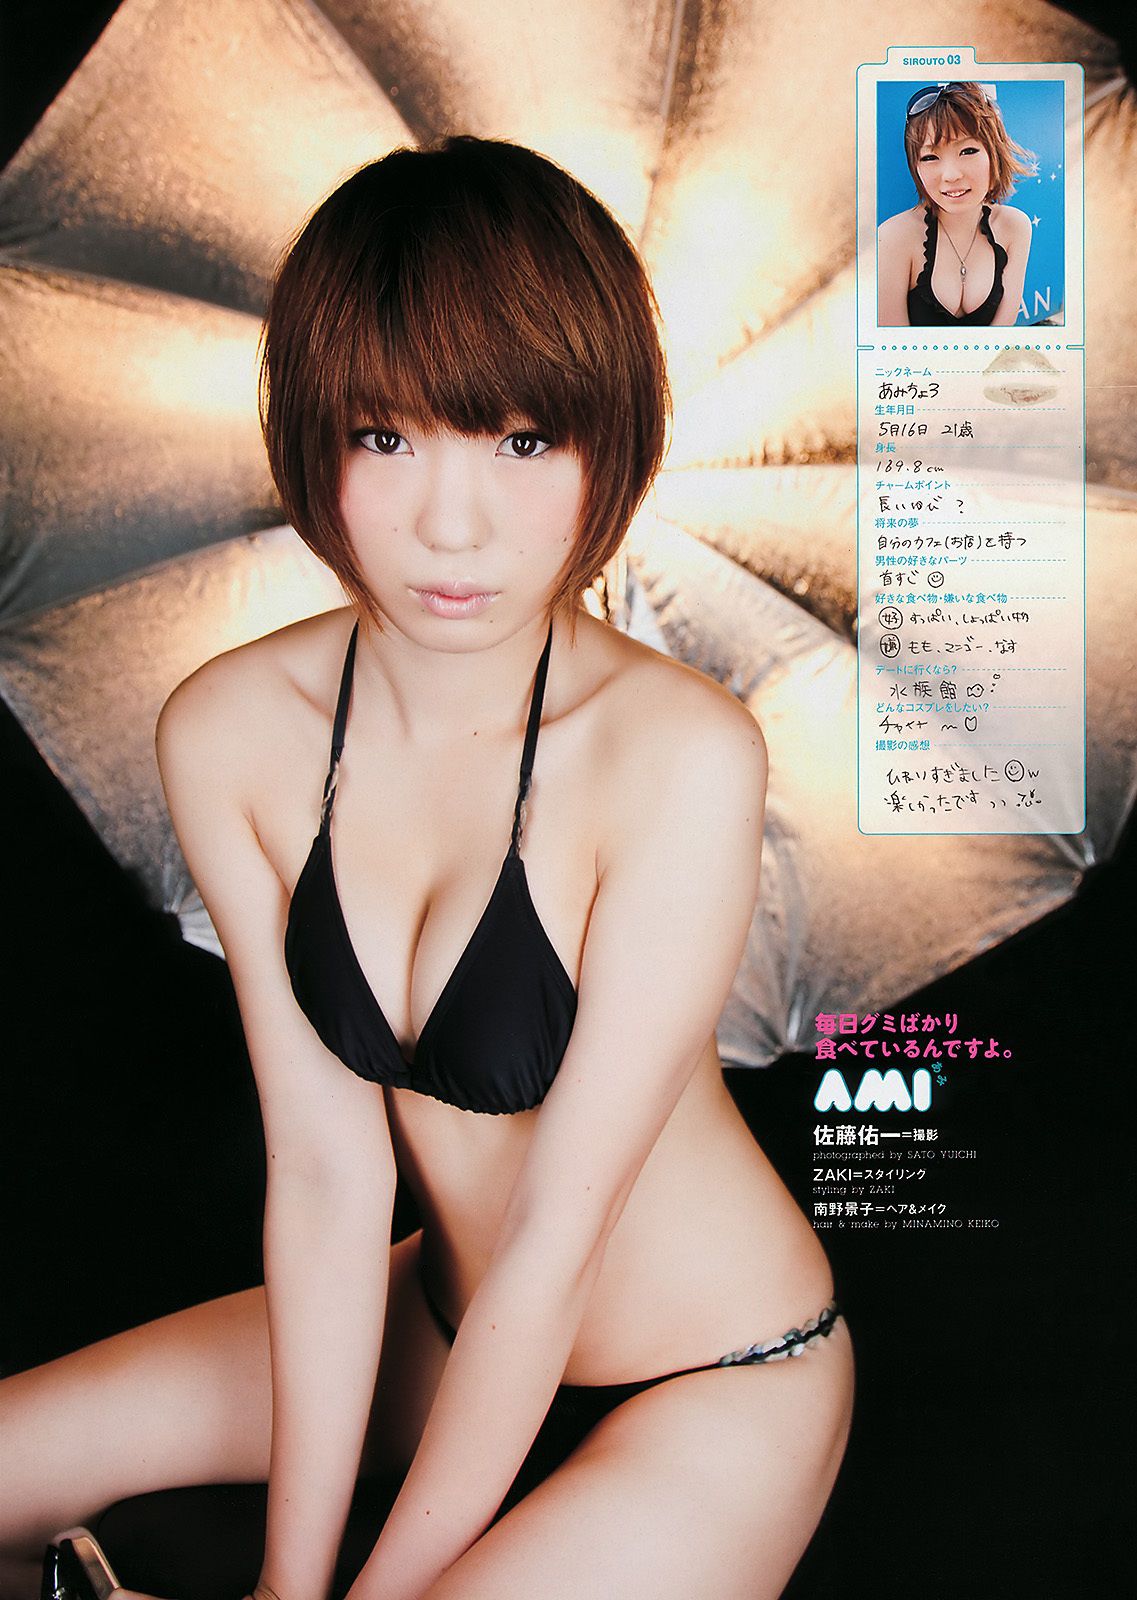 SIROUTO 03
AN
ニックネーム
あみちょろ
生年月日
5月16日 21歳
身長
169.8cm
チャームポイント
長いゆび?
将来の夢
自分のカフェ(お店)を持つ
男性の好きなパーツ
首すじ
好きな食べ物・嫌いな食べ物
好 すっぱい、しょっぱい物
嫌 もも、マンゴー、なす
デートに行くなら?
水族館
どんなコスプレをしたい?
チャイナ~
撮影の感想
すぎましたw
楽しかったですっっ
毎日グミばかり
食べているんですよ。
AMI あみ
佐藤佑一=撮影
photographed by SATO YUICHI
ZAKI=スタイリング
styling by ZAKI
南野景子=ヘア&メイク
hair & make by MINAMINO KEIKO